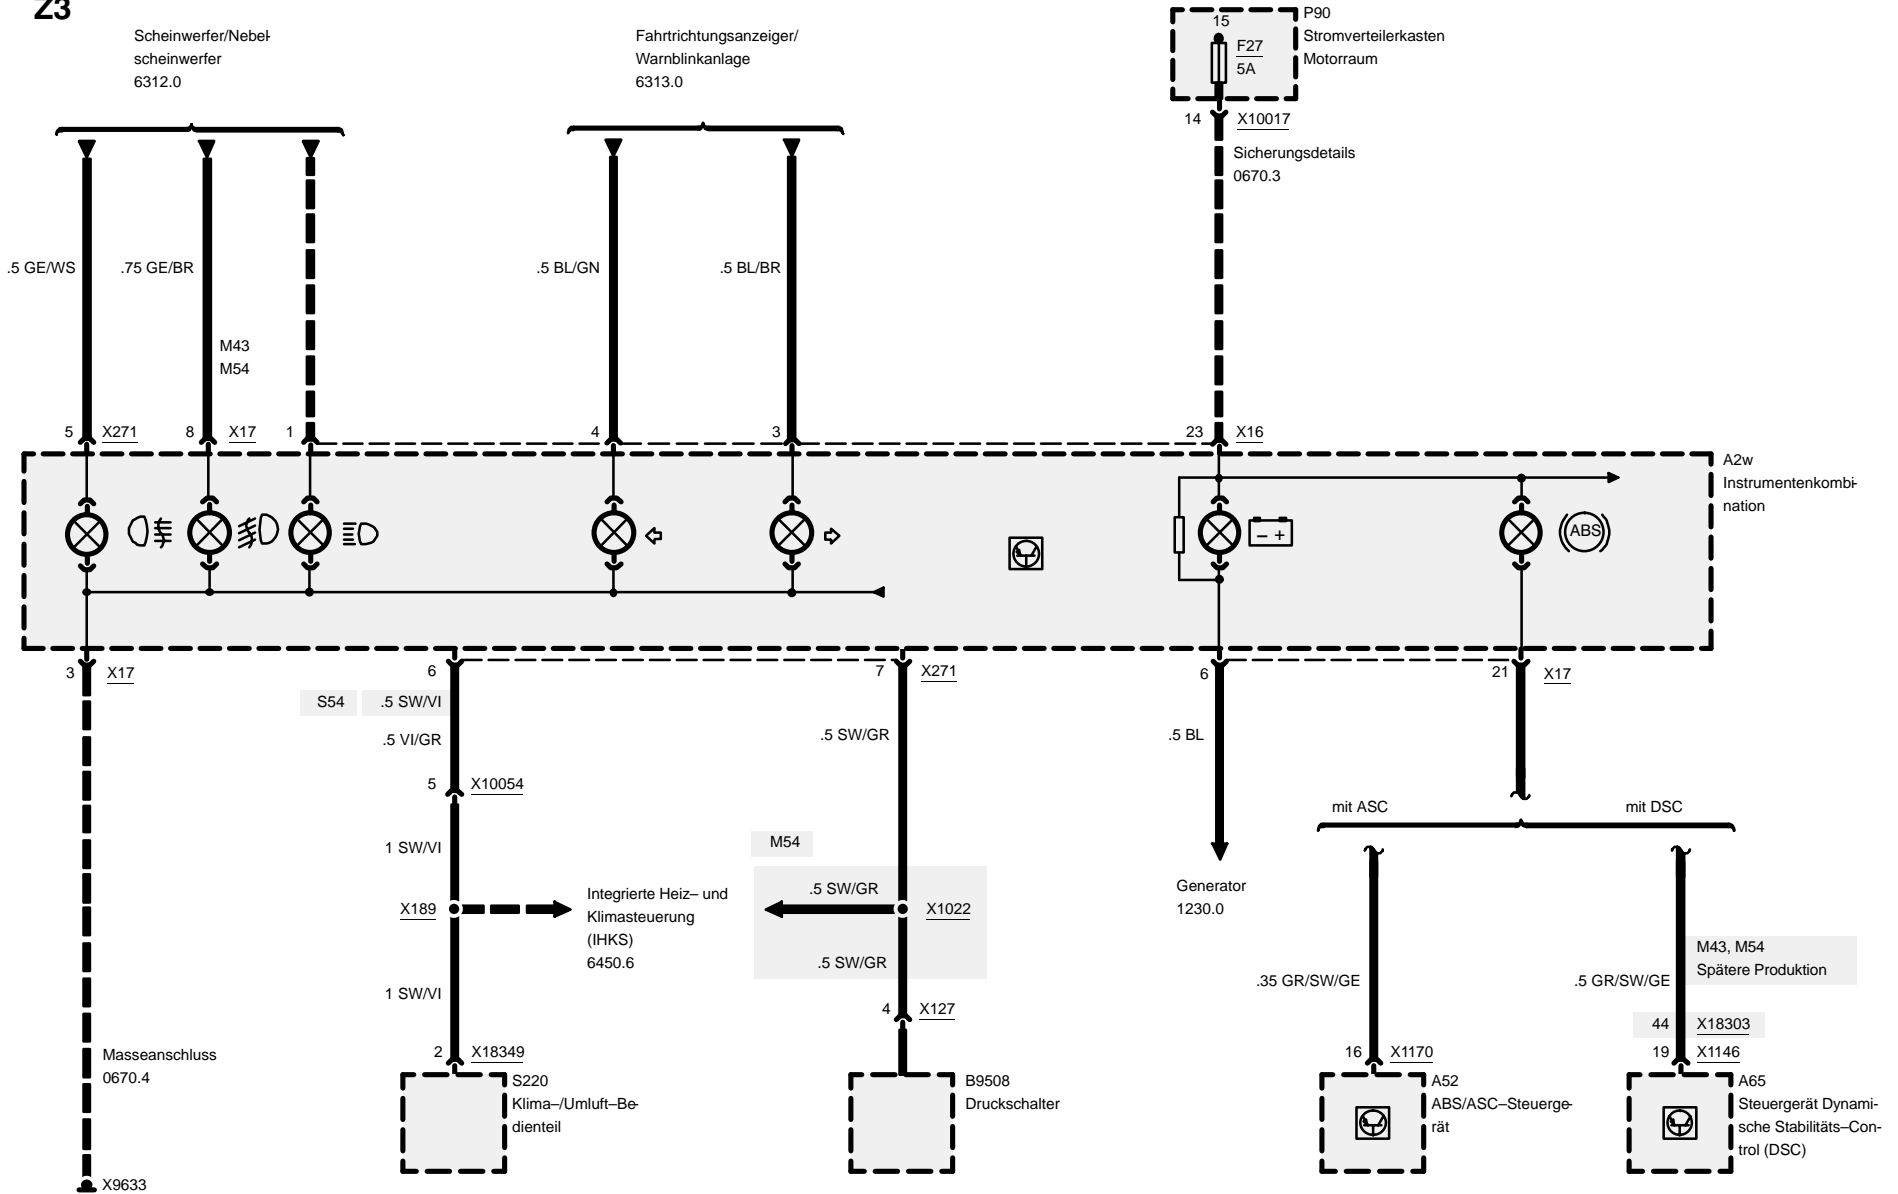 Z3
Scheinwerfer/Nebel-
scheinwerfer
6312.0
Fahrtrichtungsanzeiger/
Warnblinkanlage
6313.0
15
F27
5A
P90
Stromverteilerkasten
Motorraum
14 X10017
Sicherungsdetails
0670.3
.5 GE/WS
.75 GE/BR
.5 BL/GN
.5 BL/BR
M43
M54
5 X271
8 X17
1
4
3
23 X16
A2w
Instrumentenkombi-
nation
– +
ABS
3 X17
6
7 X271
6
21 X17
S54 .5 SW/VI
.5 VI/GR
.5 SW/GR
.5 BL
5 X10054
mit ASC
mit DSC
1 SW/VI
M54
X189
Integrierte Heiz– und
Klimasteuerung
(IHKS)
6450.6
.5 SW/GR
X1022
.5 SW/GR
Generator
1230.0
M43, M54
Spätere Produktion
.35 GR/SW/GE
.5 GR/SW/GE
1 SW/VI
4 X127
44 X18303
2 X18349
16 X1170
19 X1146
Masseanschluss
0670.4
S220
Klima–/Umluft–Be-
dienteil
B9508
Druckschalter
A52
ABS/ASC–Steuerge-
rät
A65
Steuergerät Dynami-
sche Stabilitäts–Con-
trol (DSC)
X9633